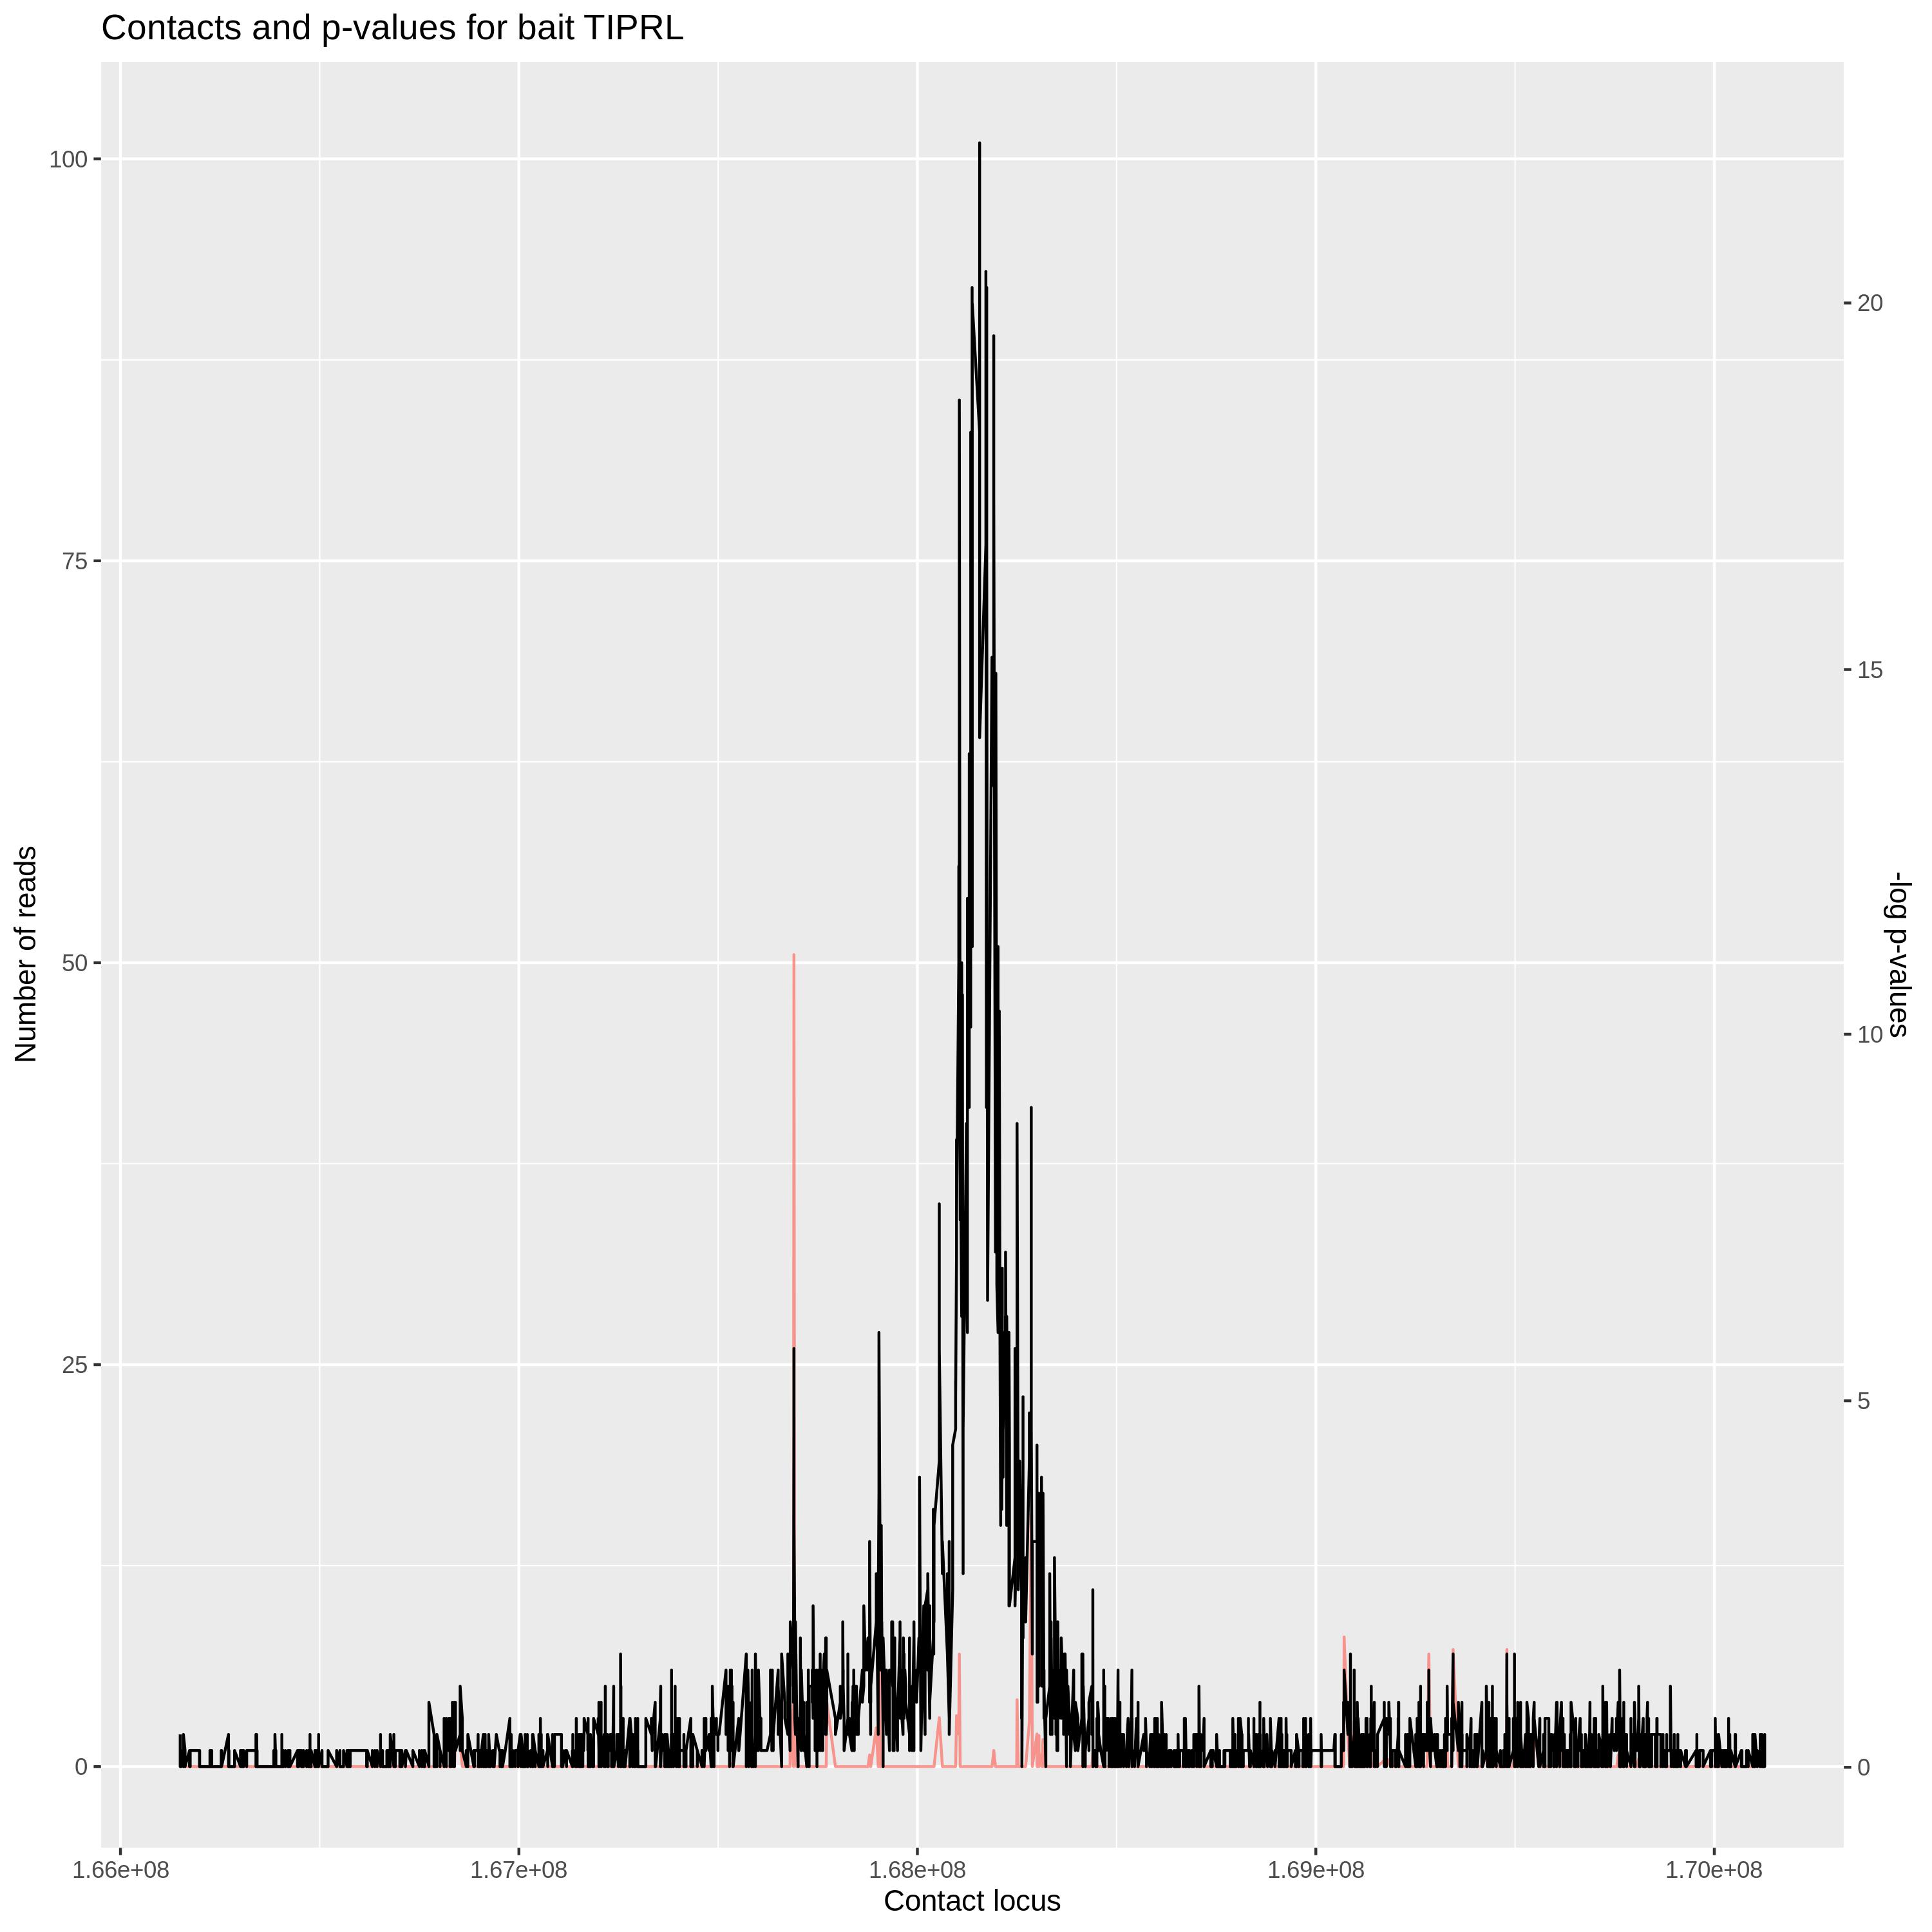 Contacts and p-values for bait TIPRL
100
75
50
25
0
Number of reads
20
15
10
5
0
-log p-values
1.66e+08
1.67e+08
1.68e+08
1.69e+08
1.70e+08
Contact locus